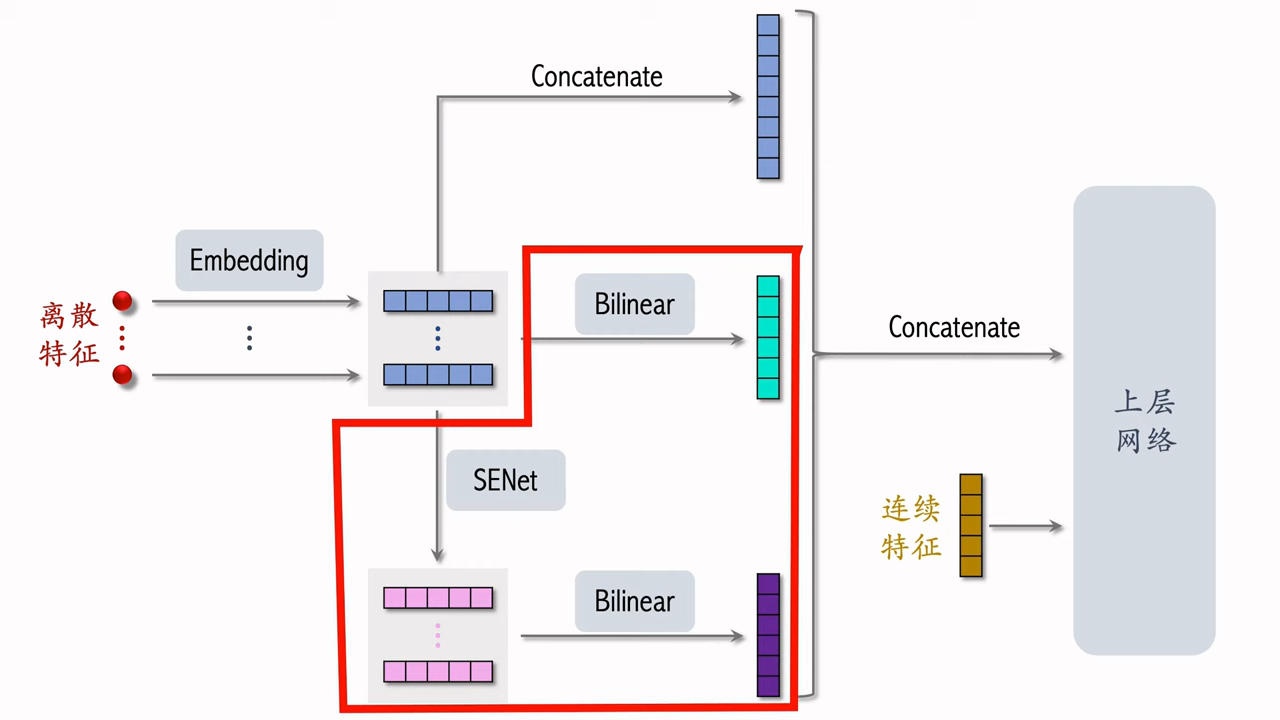 Concatenate
Embedding
离散
特征
Bilinear
Concatenate
上层
网络
SENet
连续
特征
Bilinear